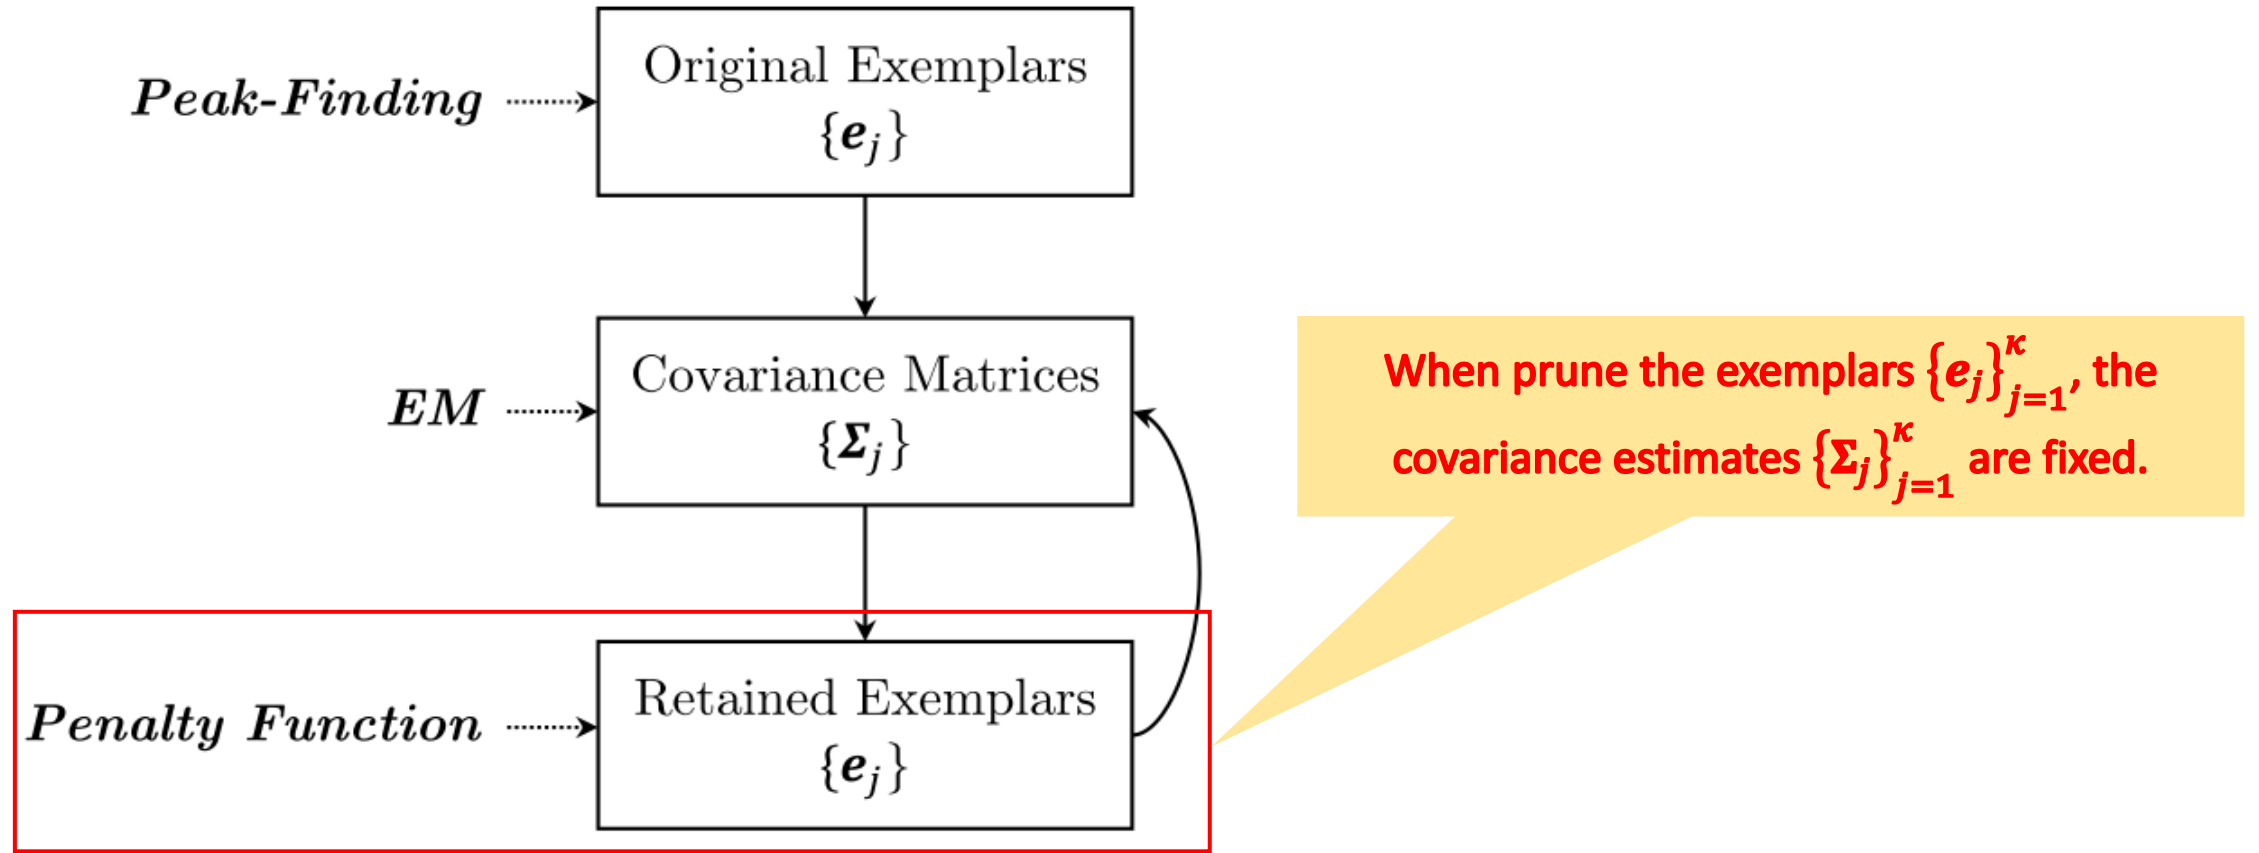 Peak-Finding
Original Exemplars
{e_j}
EM
Covariance Matrices
{Σ_j}
When prune the exemplars {e_j}_{j=1}^κ, the
covariance estimates {Σ_j}_{j=1}^κ are fixed.
Penalty Function
Retained Exemplars
{e_j}